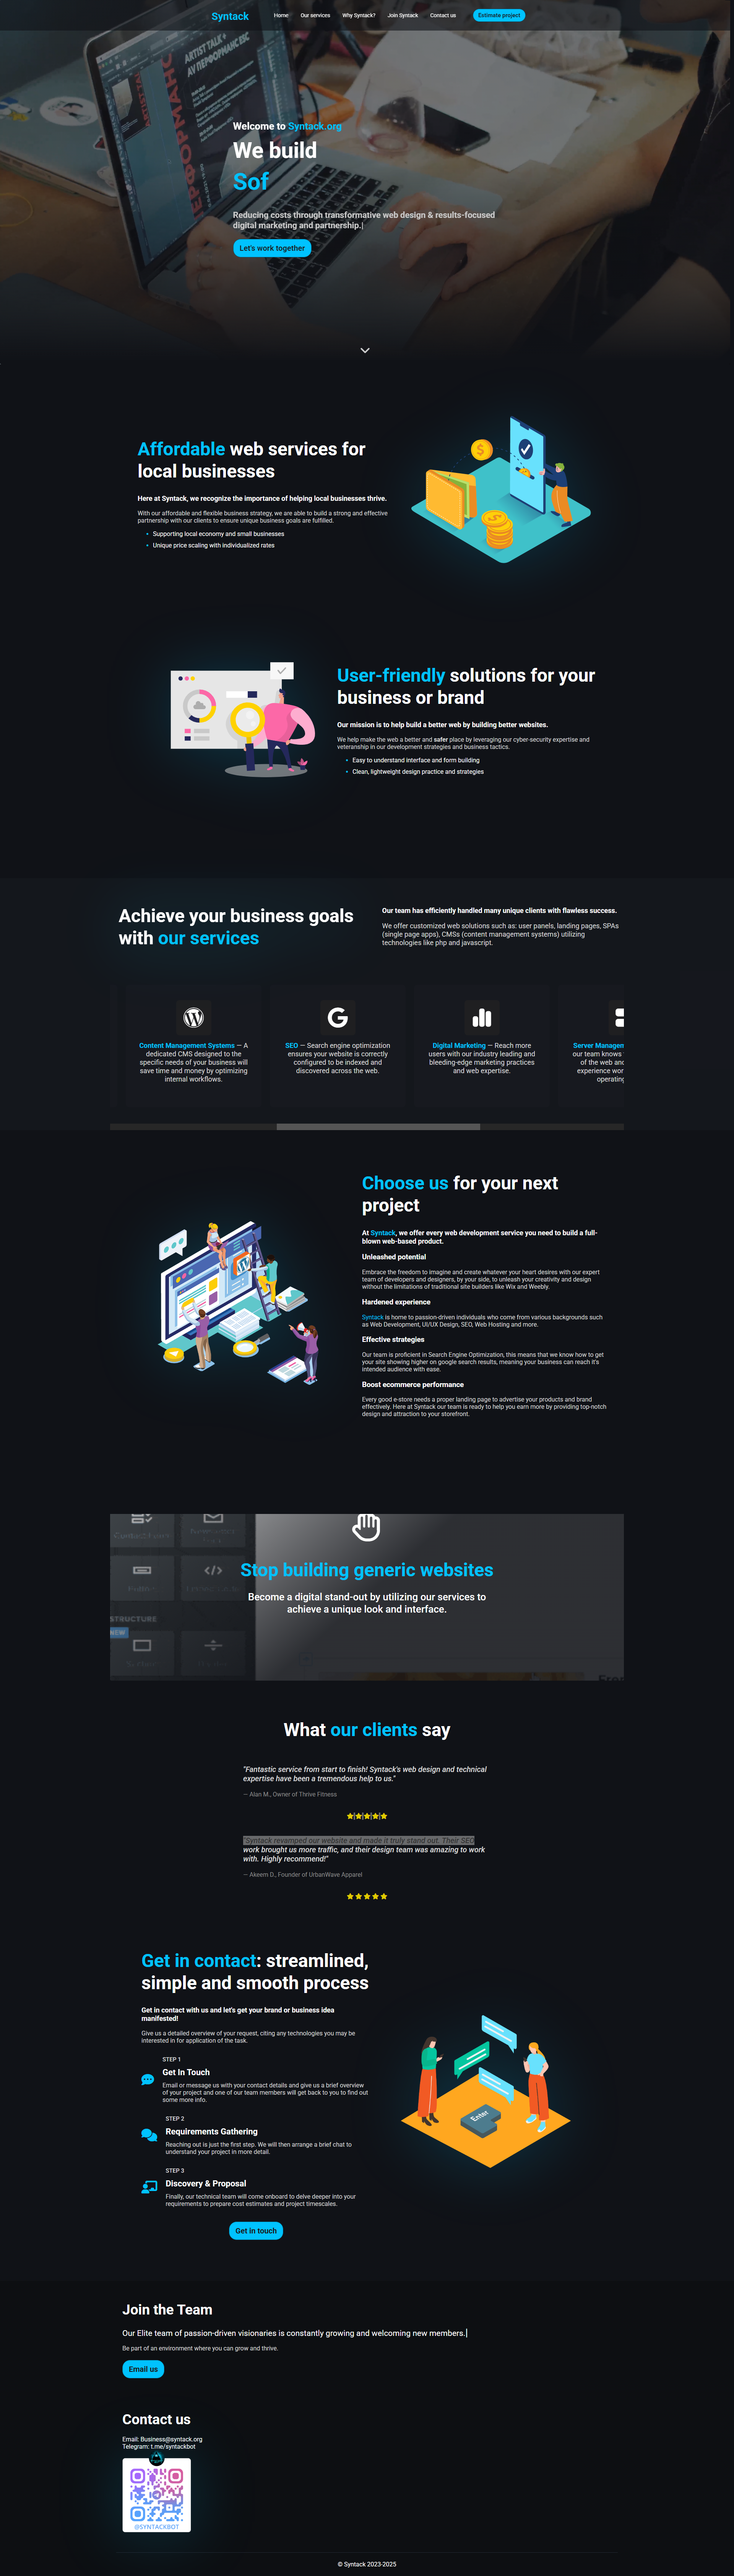 Syntack
Home
Our services
Why Syntack?
Join Syntack
Contact us
Estimate project
ARTIST TALK +
Welcome to Syntack.org
We build
Sof
Reducing costs through transformative web design & results-focused
digital marketing and partnership.|
Let's work together
Affordable web services for
local businesses
Here at Syntack, we recognize the importance of helping local businesses thrive.
With our affordable and flexible business strategy, we are able to build a strong and effective
partnership with our clients to ensure unique business goals are fulfilled.
Supporting local economy and small businesses
Unique price scaling with individualized rates
User-friendly solutions for your
business or brand
Our mission is to help build a better web by building better websites.
We help make the web a better and safer place by leveraging our cyber-security expertise and
veteranship in our development strategies and business tactics.
Easy to understand interface and form building
Clean, lightweight design practice and strategies
Achieve your business goals
with our services
Our team has efficiently handled many unique clients with flawless success.
We offer customized web solutions such as: user panels, landing pages, SPAs
(single page apps), CMSs (content management systems) utilizing
technologies like php and javascript.
Content Management Systems — A
dedicated CMS designed to the
specific needs of your business will
save time and money by optimizing
internal workflows.
SEO — Search engine optimization
ensures your website is correctly
configured to be indexed and
discovered across the web.
Digital Marketing — Reach more
users with our industry leading and
bleeding-edge marketing practices
and web expertise.
Server Managem
our team knows
of the web and
experience wor
operating
Choose us for your next
project
At Syntack, we offer every web development service you need to build a full-
blown web-based product.
Unleashed potential
Embrace the freedom to imagine and create whatever your heart desires with our expert
team of developers and designers, by your side, to unleash your creativity and design
without the limitations of traditional site builders like Wix and Weebly.
Hardened experience
Syntack is home to passion-driven individuals who come from various backgrounds such
as Web Development, UI/UX Design, SEO, Web Hosting and more.
Effective strategies
Our team is proficient in Search Engine Optimization, this means that we know how to get
your site showing higher on google search results, meaning your business can reach it's
intended audience with ease.
Boost ecommerce performance
Every good e-store needs a proper landing page to advertise your products and brand
effectively. Here at Syntack our team is ready to help you earn more by providing top-notch
design and attraction to your storefront.
STRUCTURE
NEW
Stop building generic websites
Become a digital stand-out by utilizing our services to
achieve a unique look and interface.
What our clients say
"Fantastic service from start to finish! Syntack's web design and technical
expertise have been a tremendous help to us."
— Alan M., Owner of Thrive Fitness
"Syntack revamped our website and made it truly stand out. Their SEO
work brought us more traffic, and their design team was amazing to work
with. Highly recommend!"
— Akeem D., Founder of UrbanWave Apparel
Get in contact: streamlined,
simple and smooth process
Get in contact with us and let's get your brand or business idea
manifested!
Give us a detailed overview of your request, citing any technologies you may be
interested in for application of the task.
STEP 1
Get In Touch
Email or message us with your contact details and give us a brief overview
of your project and one of our team members will get back to you to find out
some more info.
STEP 2
Requirements Gathering
Reaching out is just the first step. We will then arrange a brief chat to
understand your project in more detail.
STEP 3
Discovery & Proposal
Finally, our technical team will come onboard to delve deeper into your
requirements to prepare cost estimates and project timescales.
Enter
Get in touch
Join the Team
Our Elite team of passion-driven visionaries is constantly growing and welcoming new members.|
Be part of an environment where you can grow and thrive.
Email us
Contact us
Email: Business@syntack.org
Telegram: t.me/syntackbot
@SYNTACKBOT
© Syntack 2023-2025